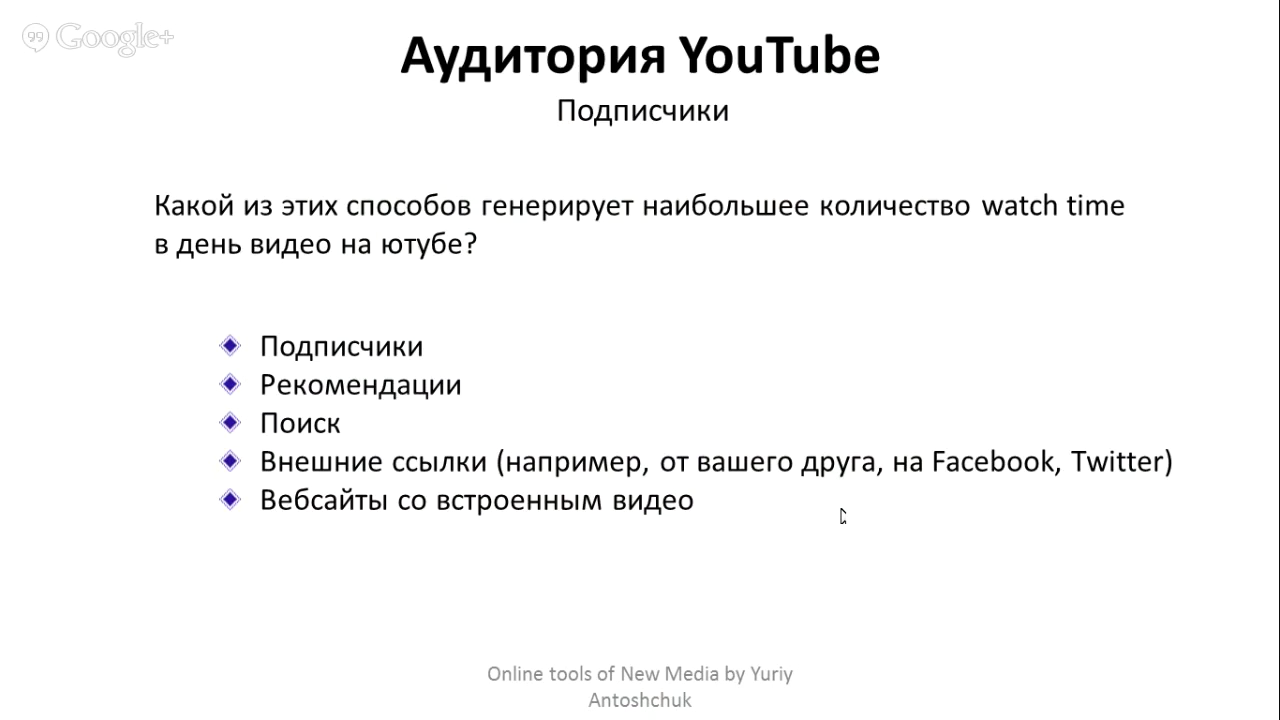 Google+
Аудитория YouTube
Подписчики
Какой из этих способов генерирует наибольшее количество watch time
в день видео на ютубе?
Подписчики
Рекомендации
Поиск
Внешние ссылки (например, от вашего друга, на Facebook, Twitter)
Вебсайты со встроенным видео
Online tools of New Media by Yuriy
Antoshchuk